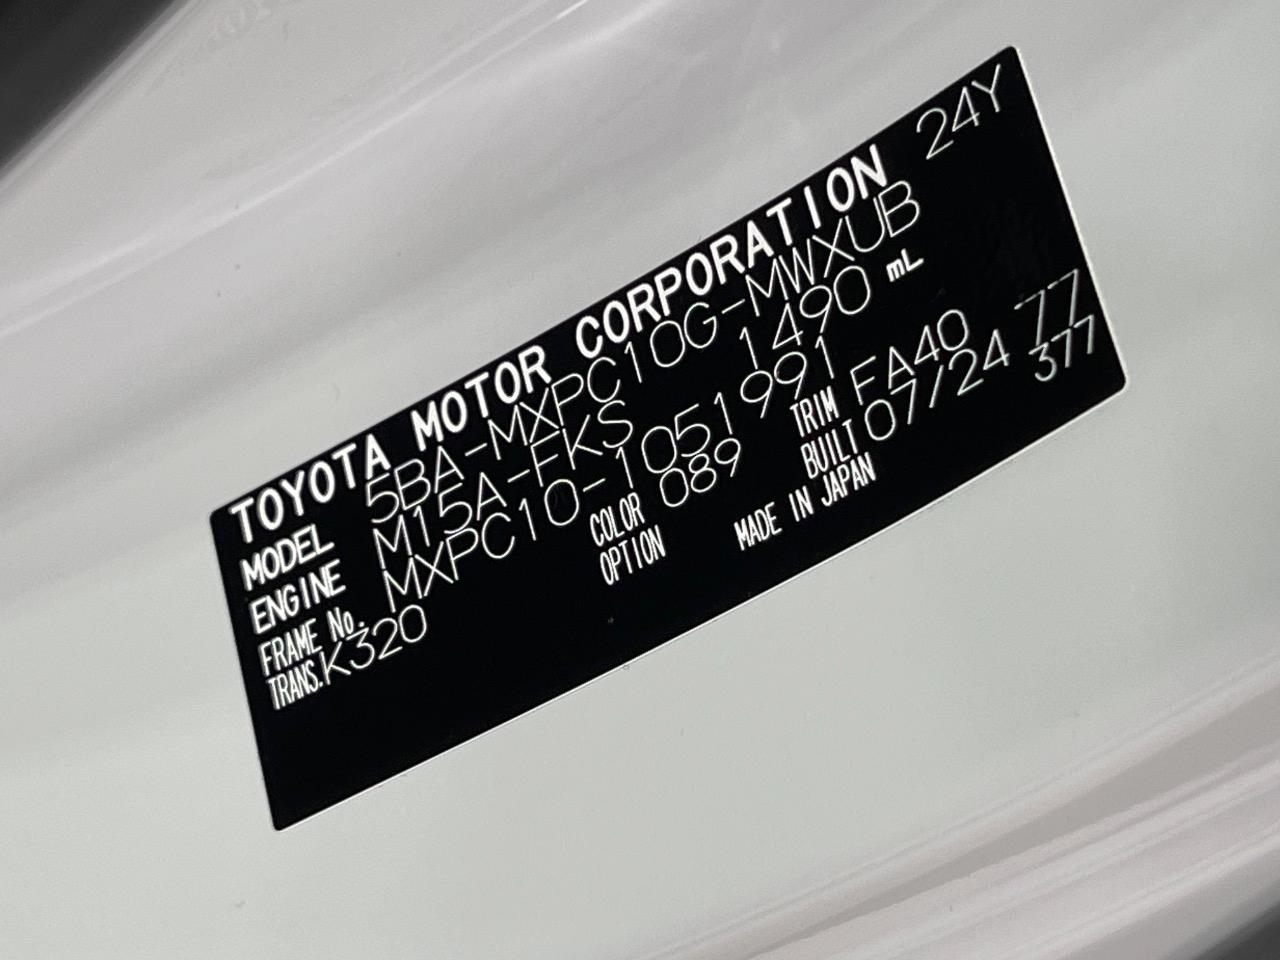 TOYOTA MOTOR CORPORATION 24Y
MODEL 5BA-MXPC10G-MWXUB
ENGINE M15A-FKS 1490 mL
FRAME No. MXPC10-1051991
TRANS. K320 COLOR 089 TRIM FA40 77
OPTION BUILT 07/24 377
MADE IN JAPAN